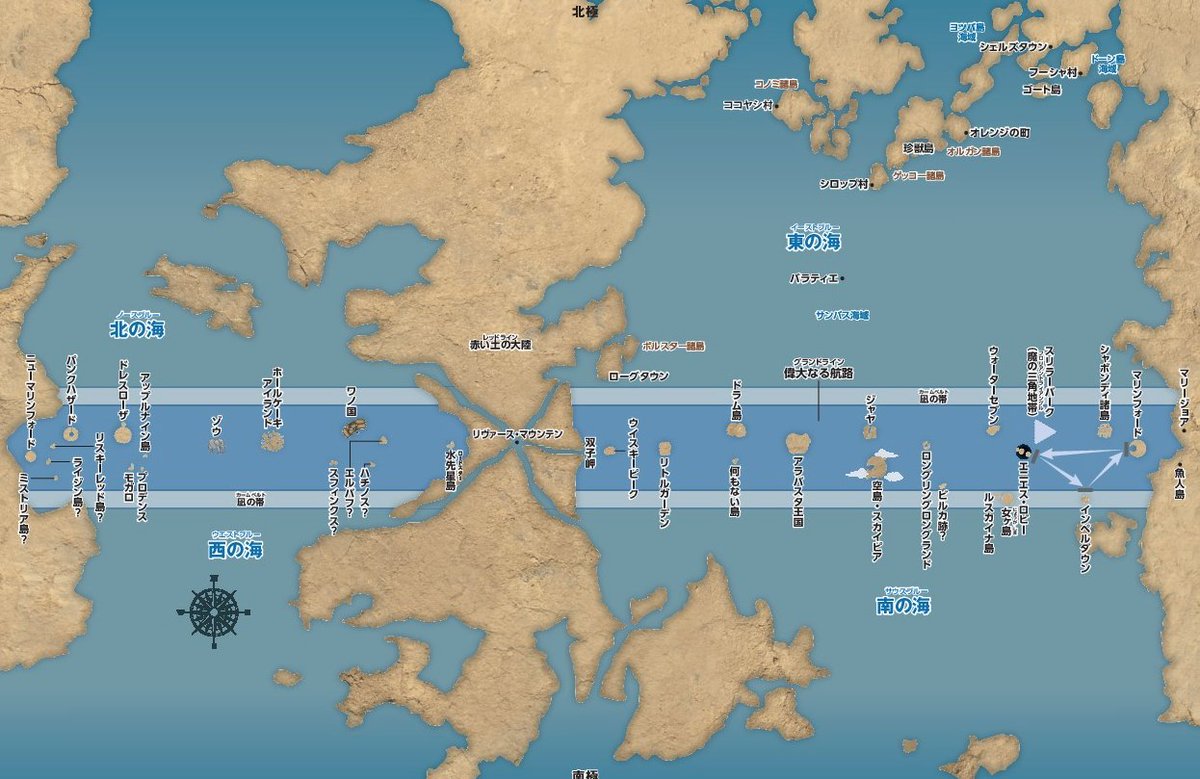 北極
ヨツバ島
海域
シェルズタウン
ドーン島
海域
フーシャ村
ゴート島
コノミ諸島
ココヤシ村
オレンジの町
珍獣島
オルガン諸島
シロップ村
ゲッコー諸島
イーストブルー
東の海
バラティエ
サンバス海域
ノースブルー
北の海
レッドライン
赤い土の大陸
ポルスター諸島
ローグタウン
グランドライン
偉大なる航路
カームベルト
凪の帯
マリージョア
魚人島
マリンフォード
シャボンディ諸島
インペルダウン
スリラーバーク
(魔の三角地帯)
エニエス・ロビー
女ヶ島
ルスカイナ島
ウォーターセブン
ビルカ跡?
ロングリングロングランド
ジャヤ
空島・スカイピア
アラバスタ王国
ドラム島
何もない島
リトルガーデン
ウイスキーピーク
双子岬
リヴァース・マウンテン
水先星島
ワノ国
ハチノス?
エルバフ?
スフィンクス?
ホールケーキ
アイランド
ゾウ
アップルナイン島
プロデンス
ドレスローザ
モガロ
パンクハザード
リスキーレッド島?
ライジン島?
ニューマリンフォード
ミストリア島?
カームベルト
凪の帯
ウエストブルー
西の海
サウスブルー
南の海
南極